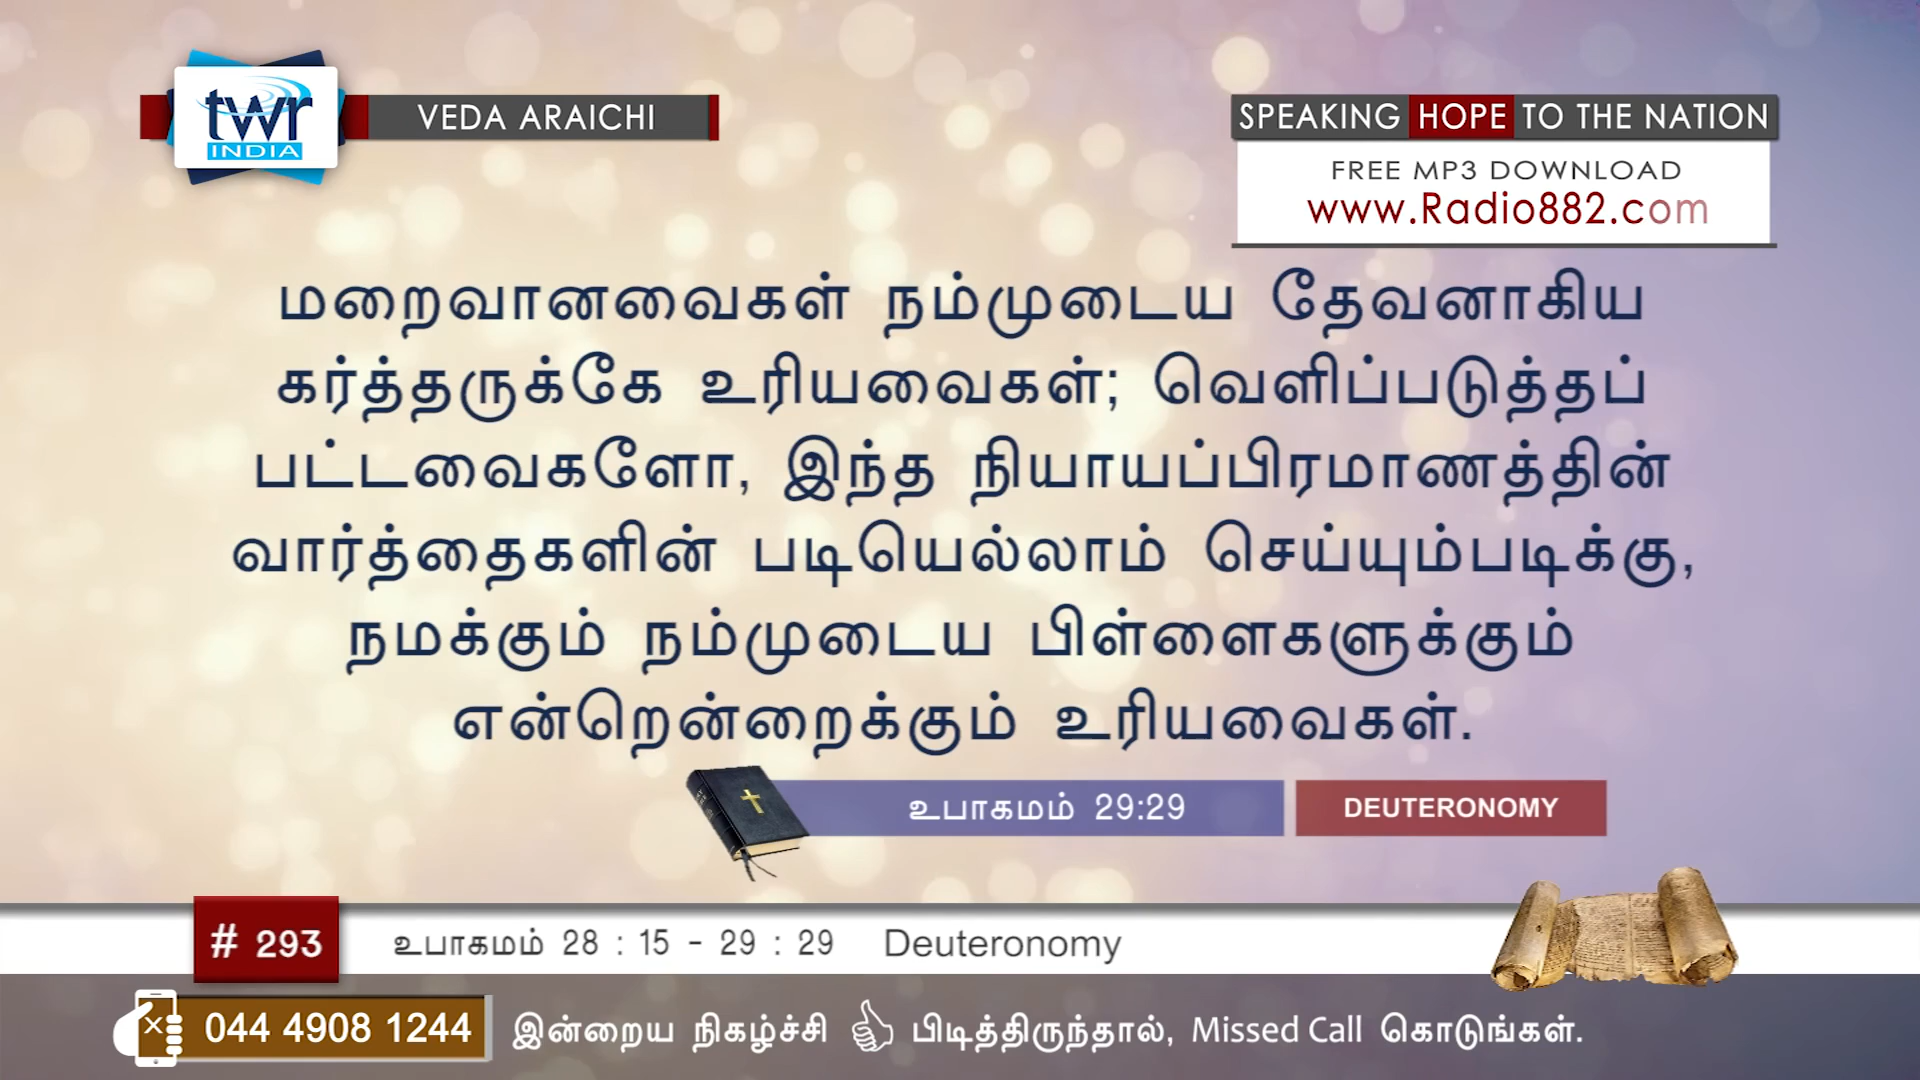 twr
INDIA
VEDA ARAICHI
SPEAKING HOPE TO THE NATION
FREE MP3 DOWNLOAD
www.Radio882.com
மறைவானவைகள் நம்முடைய தேவனாகிய
கர்த்தருக்கே உரியவைகள்; வெளிப்படுத்தப்
பட்டவைகளோ, இந்த நியாயப்பிரமாணத்தின்
வார்த்தைகளின் படியெல்லாம் செய்யும்படிக்கு,
நமக்கும் நம்முடைய பிள்ளைகளுக்கும்
என்றென்றைக்கும் உரியவைகள்.
உபாகமம் 29:29
DEUTERONOMY
# 293
உபாகமம் 28 : 15 - 29 : 29 Deuteronomy
044 4908 1244
இன்றைய நிகழ்ச்சி பிடித்திருந்தால், Missed Call கொடுங்கள்.